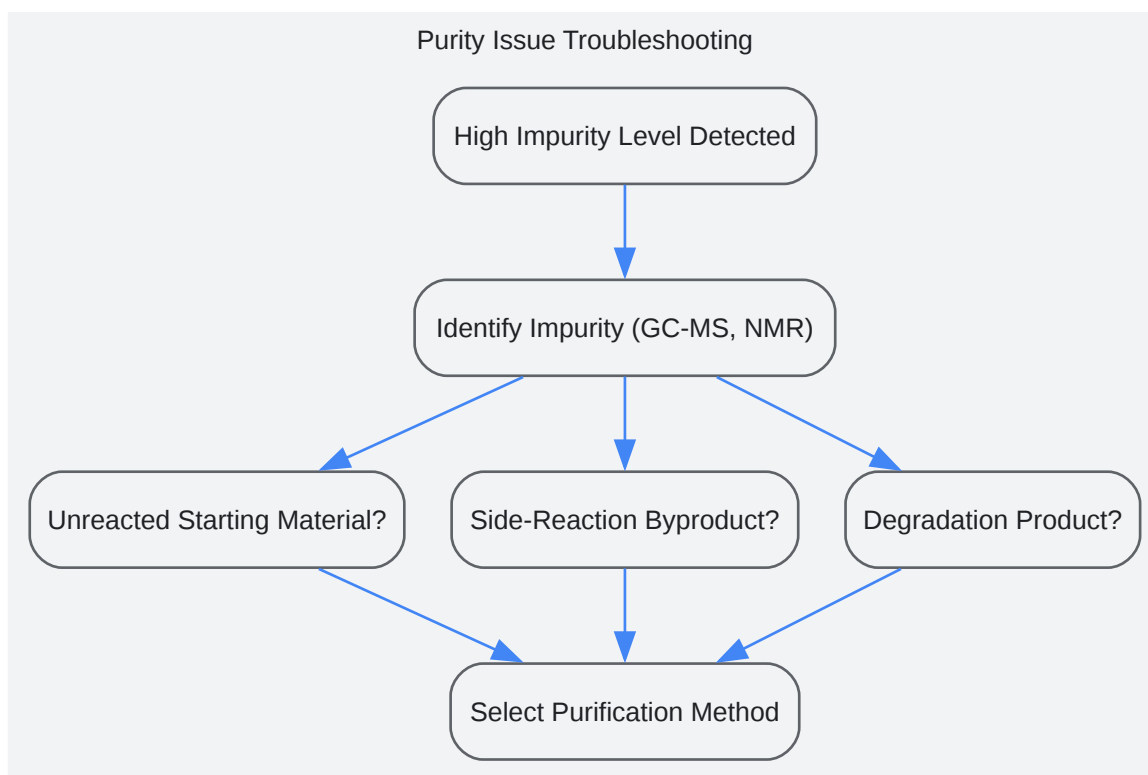 Purity Issue Troubleshooting
High Impurity Level Detected
Identify Impurity (GC-MS, NMR)
Unreacted Starting Material?
Side-Reaction Byproduct?
Degradation Product?
Select Purification Method